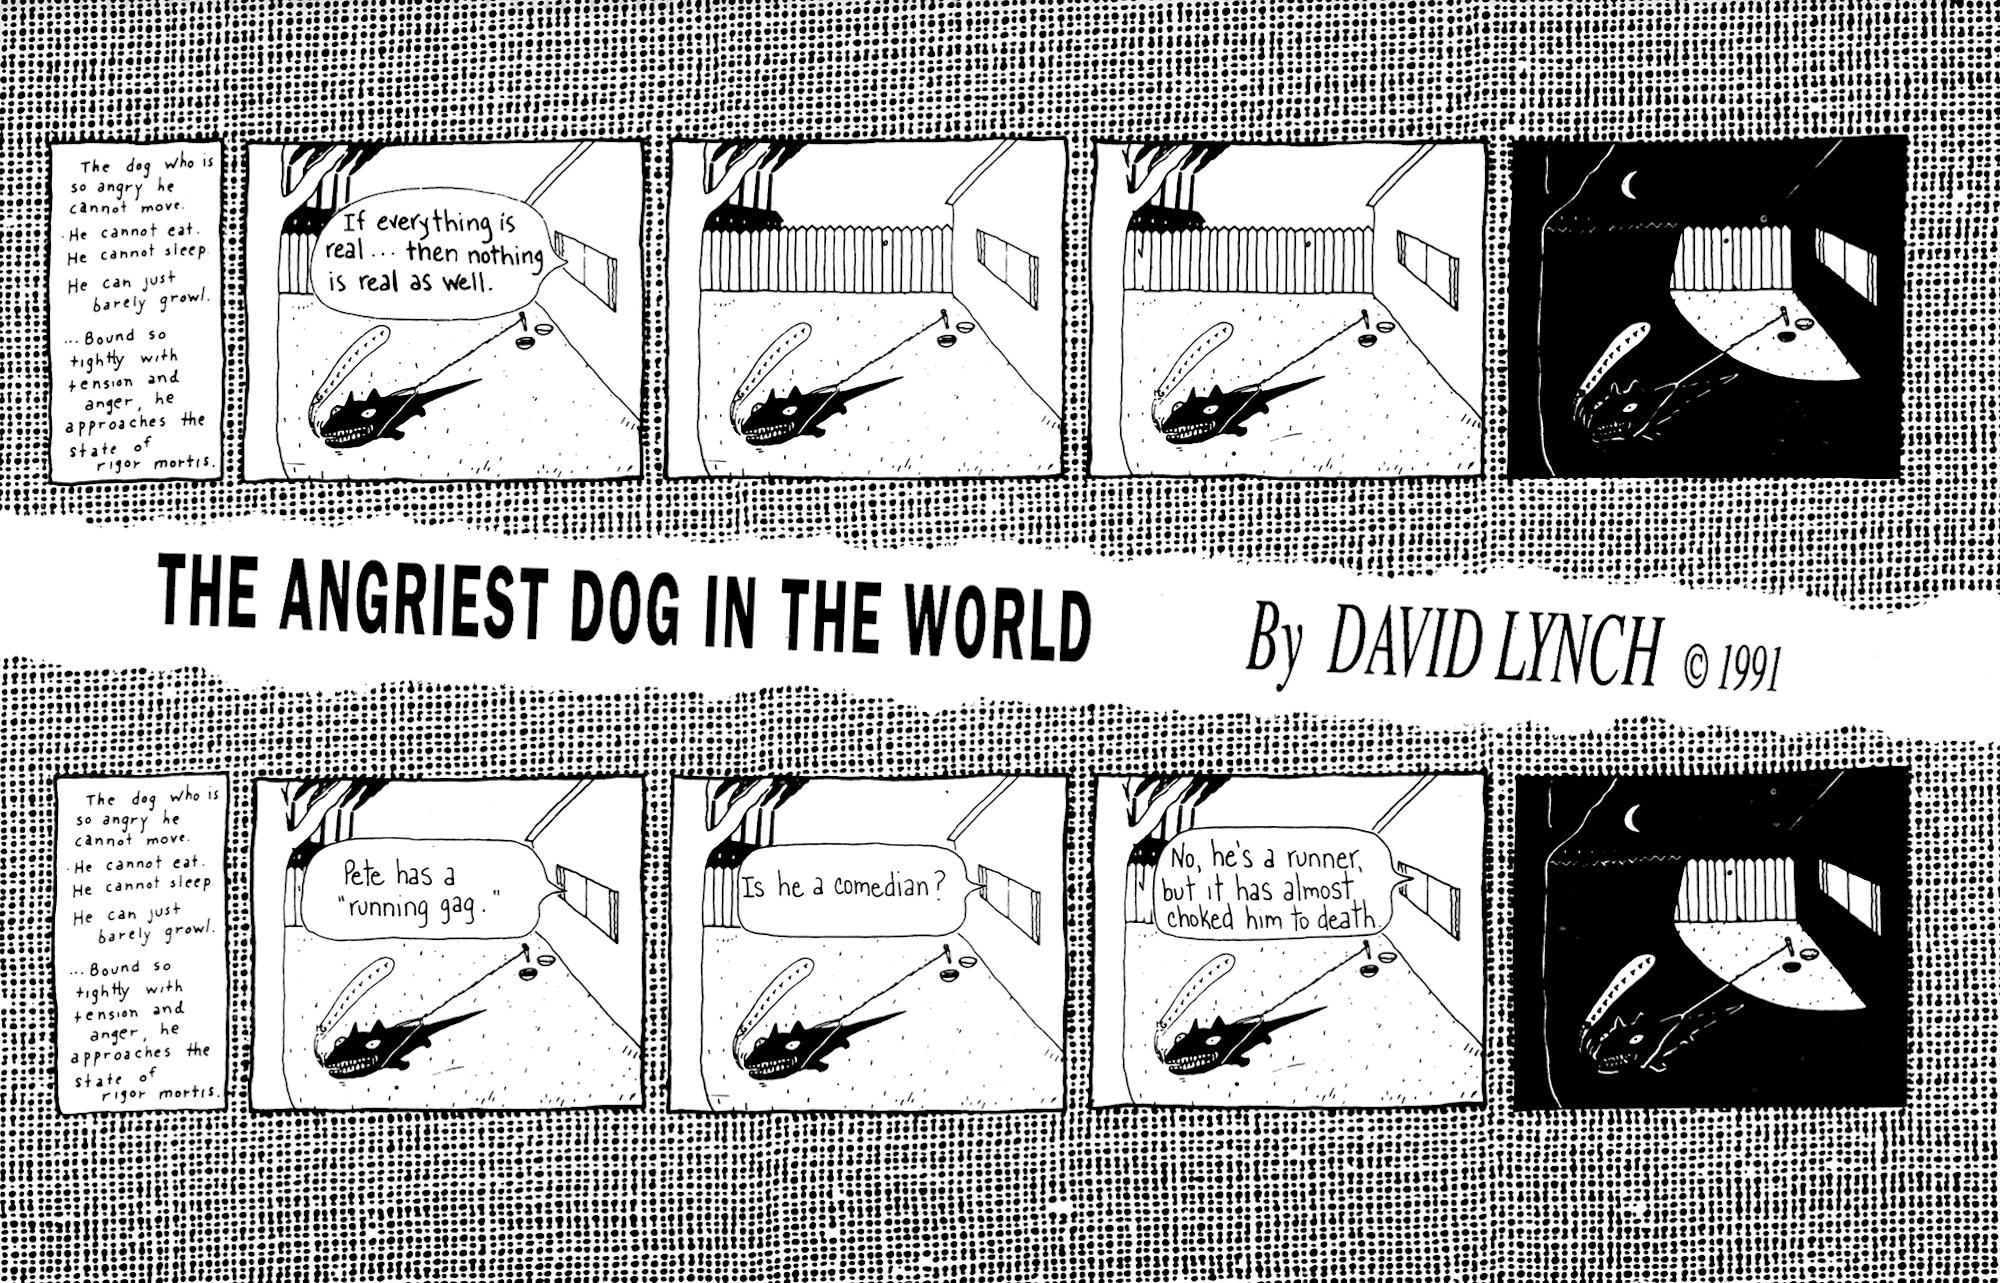 The dog who is
so angry he
cannot move.
He cannot eat.
He cannot sleep.
He can just
barely growl.
...Bound so
tightly with
tension and
anger, he
approaches the
state of
rigor mortis.
If everything is
real... then nothing
is real as well.
THE ANGRIEST DOG IN THE WORLD
By DAVID LYNCH © 1991
The dog who is
so angry he
cannot move.
He cannot eat.
He cannot sleep
He can just
barely growl.
...Bound so
tightly with
tension and
anger, he
approaches the
state of
rigor mortis.
Pete has a
"running gag."
Is he a comedian?
No, he's a runner,
but it has almost
choked him to death.